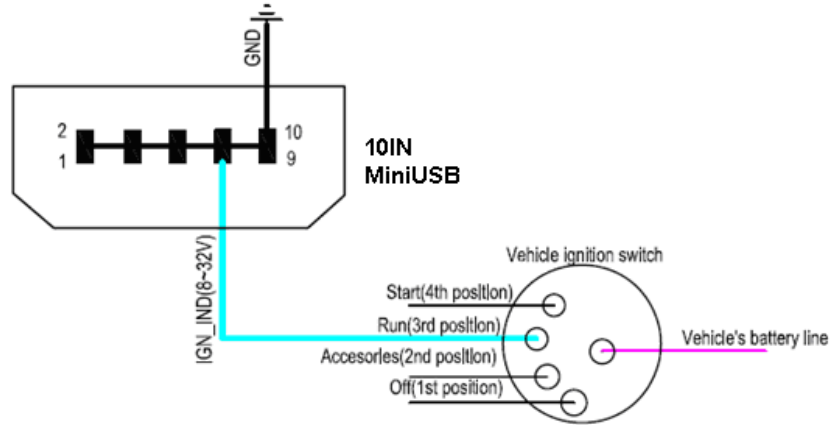 GND
2
1
10
9
10IN
MiniUSB
IGN_IND(8~32V)
Vehicle ignition switch
Start(4th position)
Run(3rd position)
Vehicle's battery line
Accesories(2nd position)
Off(1st position)